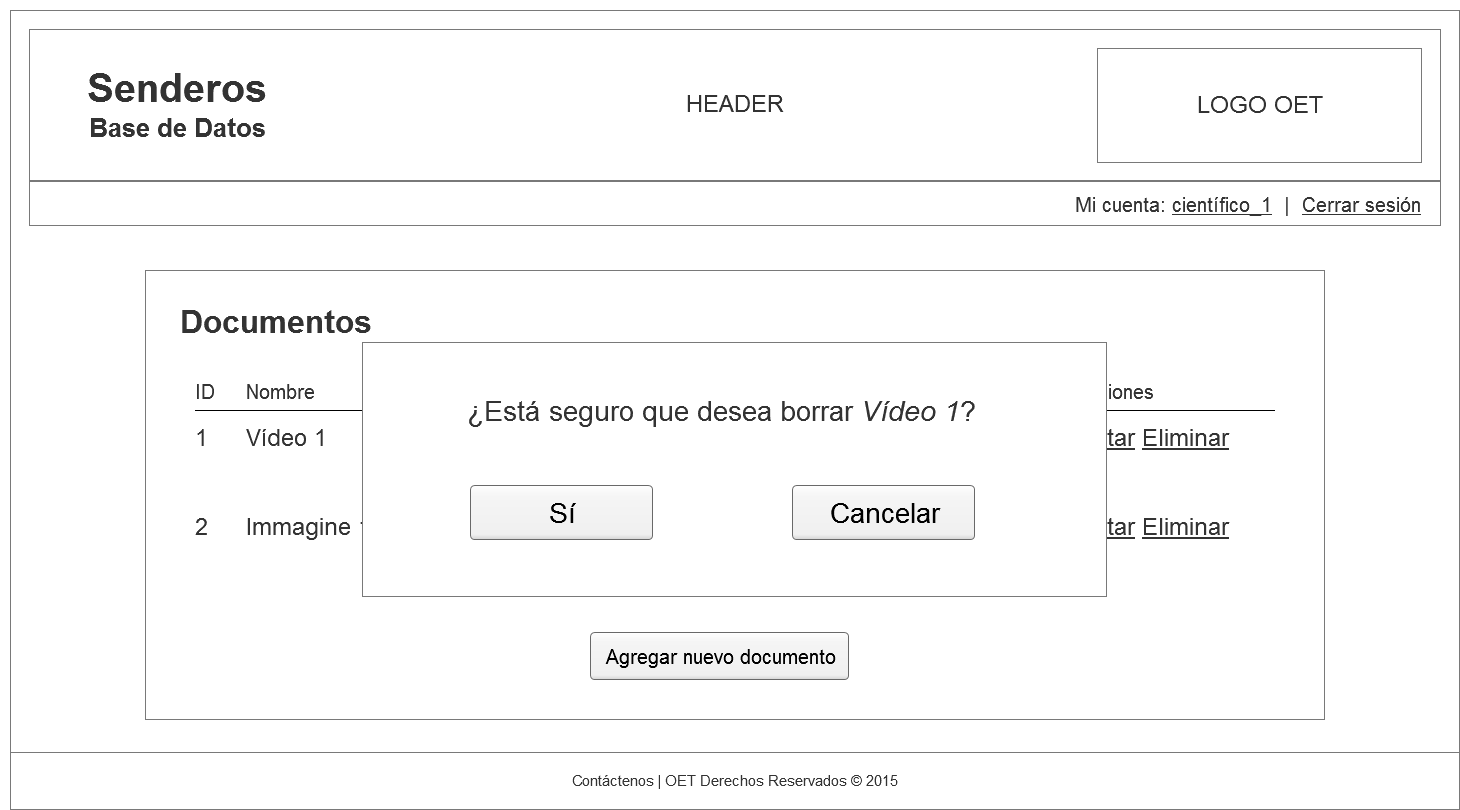 Senderos
Base de Datos
HEADER
LOGO OET
Mi cuenta: científico_1 | Cerrar sesión
Documentos
ID Nombre iones
¿Está seguro que desea borrar Vídeo 1?
1 Vídeo 1 tar Eliminar
Sí Cancelar
2 Immagine tar Eliminar
Agregar nuevo documento
Contáctenos | OET Derechos Reservados © 2015